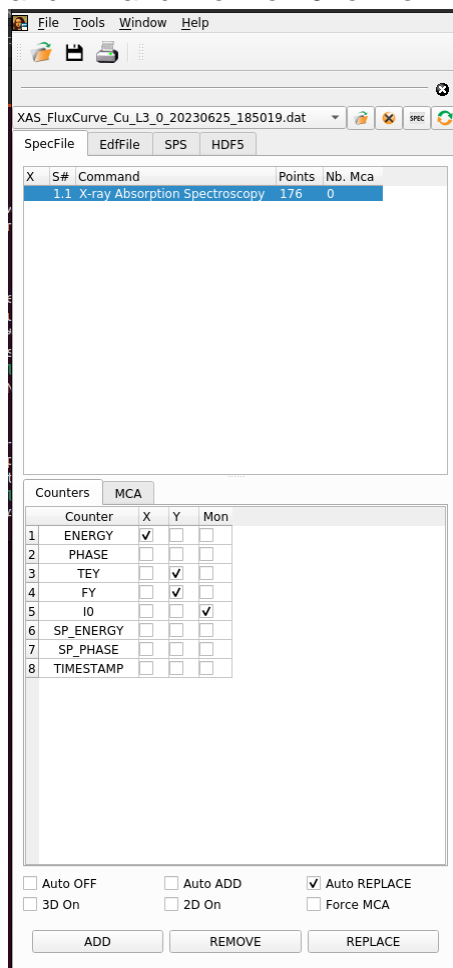 File Tools Window Help
XAS_FluxCurve_Cu_L3_0_20230625_185019.dat SPEC
SpecFile EdfFile SPS HDF5
X S# Command Points Nb. Mca
1.1 X-ray Absorption Spectroscopy 176 0
Counters MCA
Counter X Y Mon
1 ENERGY
2 PHASE
3 TEY
4 FY
5 I0
6 SP_ENERGY
7 SP_PHASE
8 TIMESTAMP
Auto OFF Auto ADD Auto REPLACE
3D On 2D On Force MCA
ADD REMOVE REPLACE